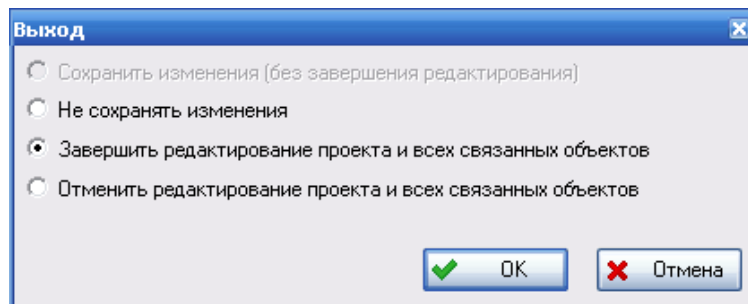 Выход
Сохранить изменения (без завершения редактирования)
Не сохранять изменения
Завершить редактирование проекта и всех связанных объектов
Отменить редактирование проекта и всех связанных объектов
OK
Отмена